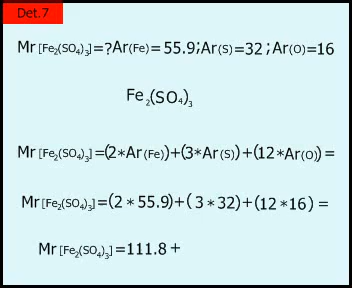 Det.7
Mr [Fe₂(SO₄)₃]=?Ar(Fe)= 55.9;Ar(S)=32 ; Ar(O)=16
Fe₂(SO₄)₃
Mr [Fe₂(SO₄)₃]=(2*Ar(Fe))+(3*Ar(S))+(12*Ar(O))=
Mr [Fe₂(SO₄)₃]=(2 * 55.9)+( 3 * 32)+(12 *16) =
Mr [Fe₂(SO₄)₃]=111.8 +